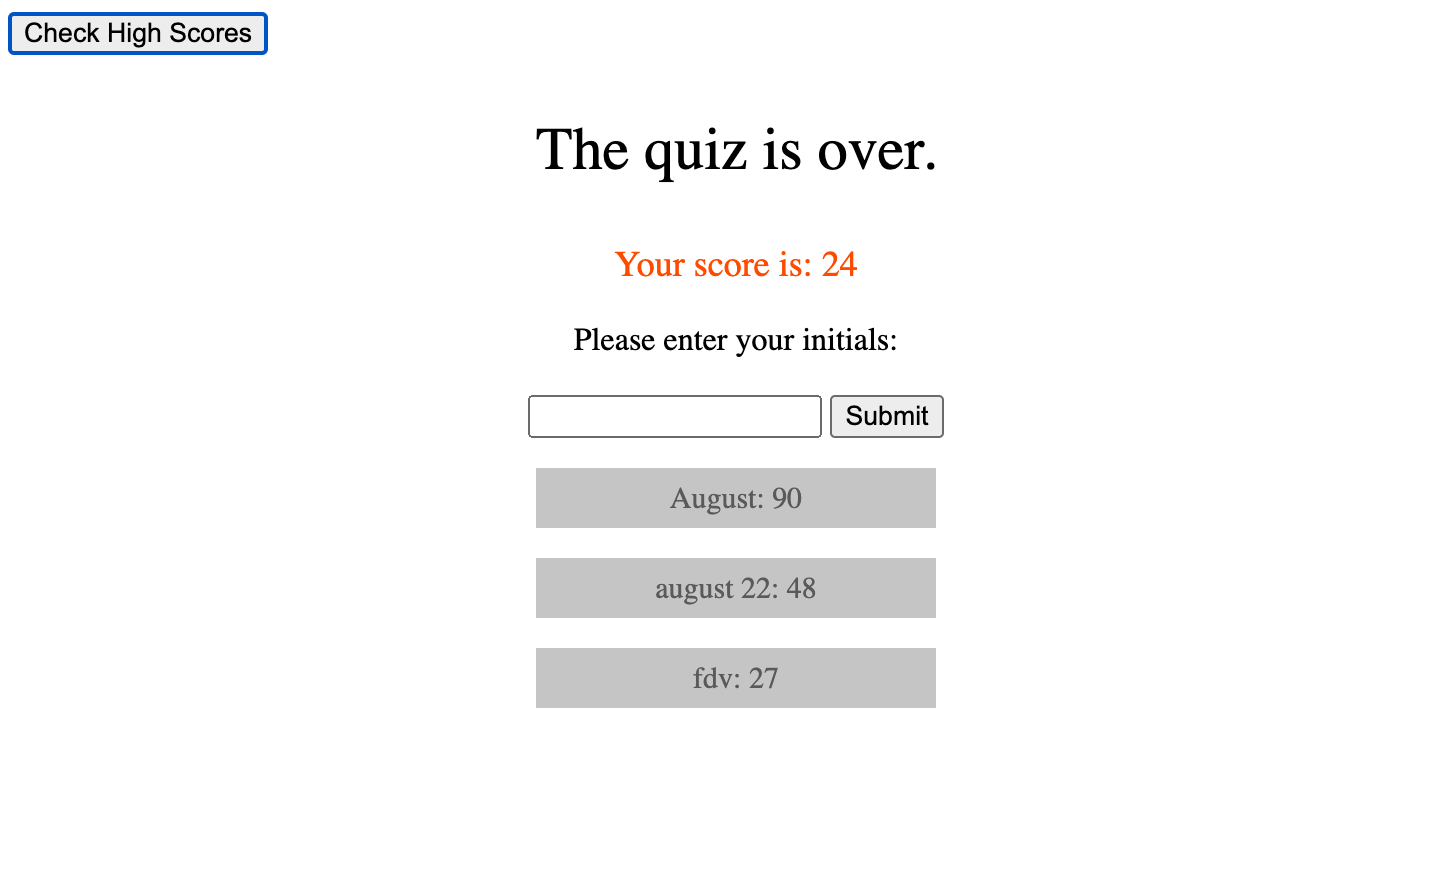 Check High Scores
The quiz is over.
Your score is: 24
Please enter your initials:
Submit
August: 90
august 22: 48
fdv: 27